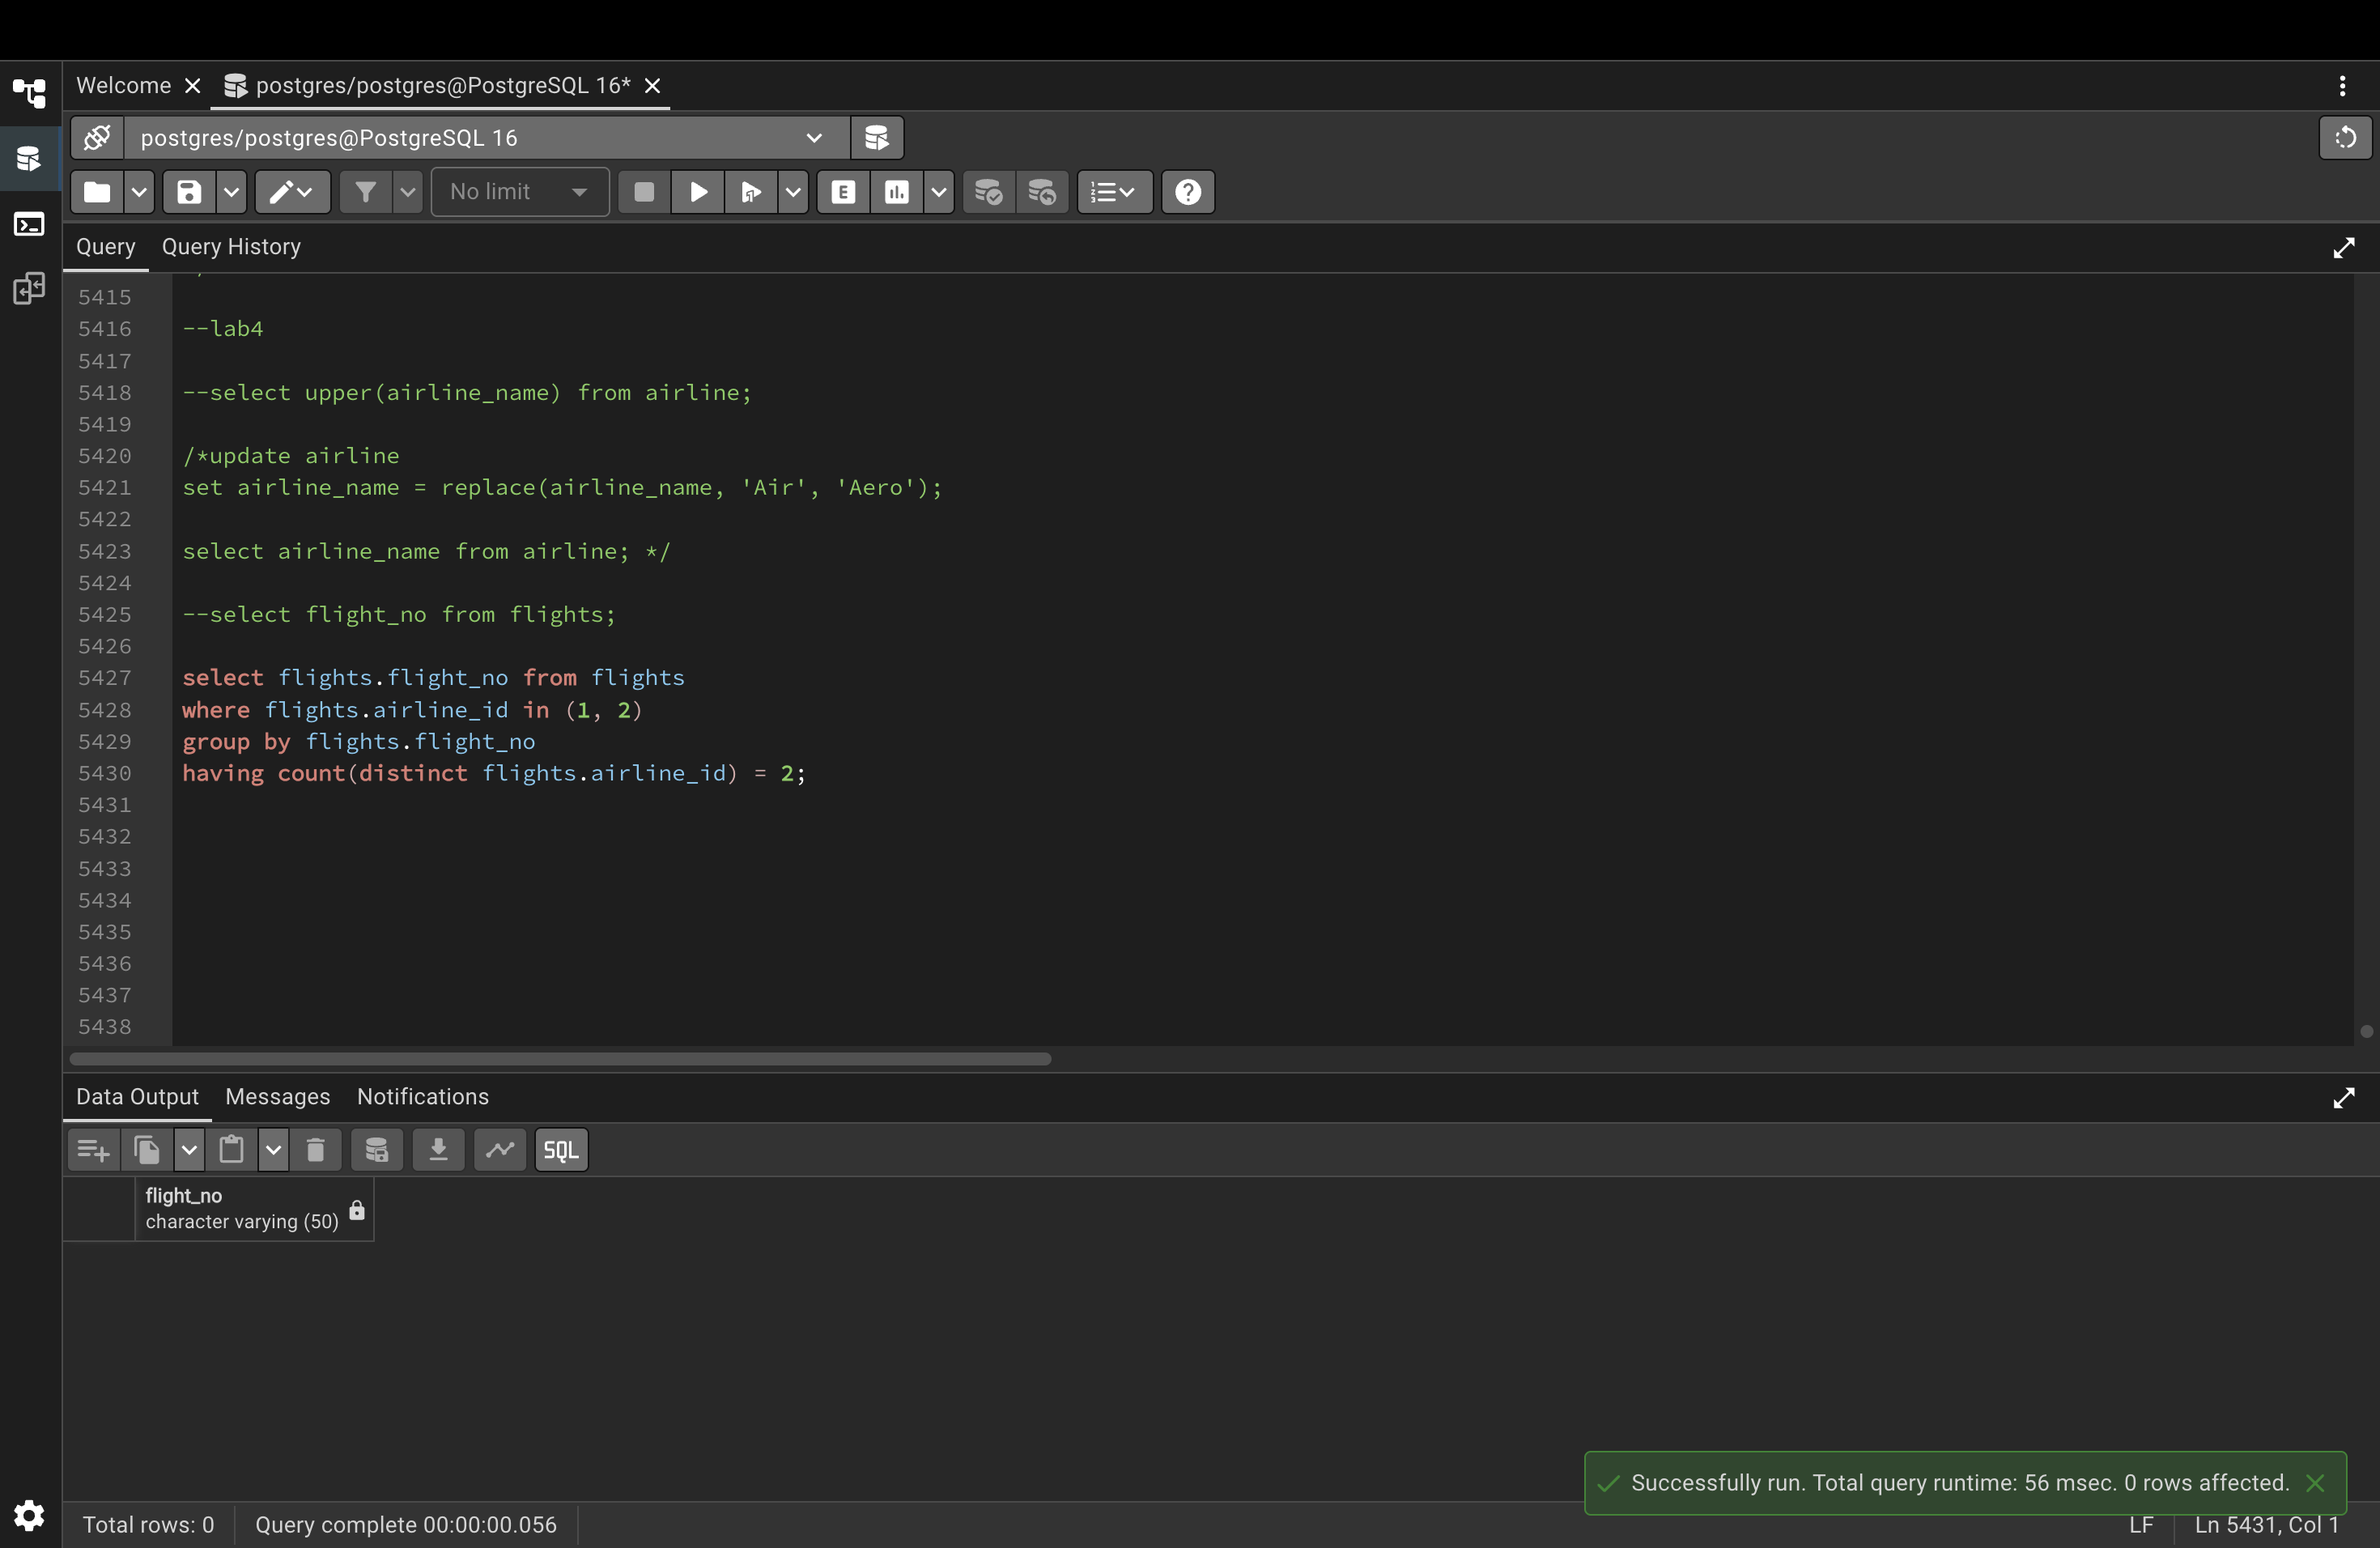 Welcome
postgres/postgres@PostgreSQL 16*
postgres/postgres@PostgreSQL 16
No limit
E
Query Query History
5415
5416 --lab4
5417
5418 --select upper(airline_name) from airline;
5419
5420 /*update airline
5421 set airline_name = replace(airline_name, 'Air', 'Aero');
5422
5423 select airline_name from airline; */
5424
5425 --select flight_no from flights;
5426
5427 select flights.flight_no from flights
5428 where flights.airline_id in (1, 2)
5429 group by flights.flight_no
5430 having count(distinct flights.airline_id) = 2;
5431
5432
5433
5434
5435
5436
5437
5438
Data Output Messages Notifications
SQL
flight_no
character varying (50)
Successfully run. Total query runtime: 56 msec. 0 rows affected.
Total rows: 0 Query complete 00:00:00.056 LF Ln 5431, Col 1